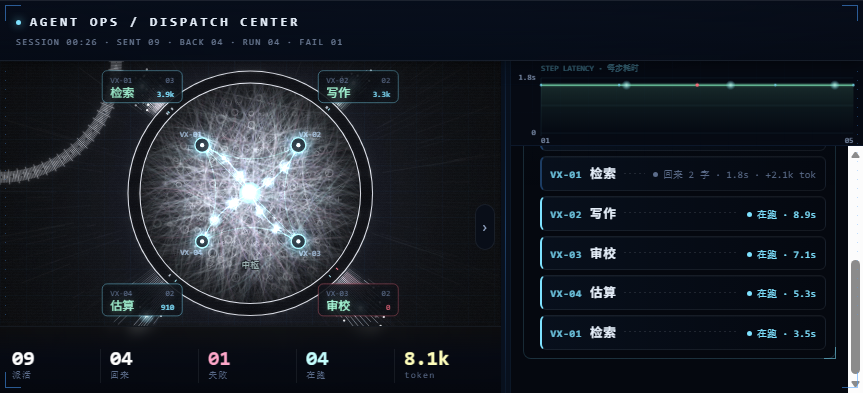 AGENT OPS / DISPATCH CENTER
SESSION 00:26 · SENT 09 · BACK 04 · RUN 04 · FAIL 01
VX-01 03
检索 3.9k
VX-02 02
写作 3.3k
VX-01
VX-02
VX-04
VX-03
中枢
VX-04 02
估算 910
VX-03 02
审校 0
›
09
派活
04
回来
01
失败
04
在跑
8.1k
token
STEP LATENCY · 每步耗时
1.8s
0
01 05
VX-01 检索 回来 2 字 · 1.8s · +2.1k tok
VX-02 写作 在跑 · 8.9s
VX-03 审校 在跑 · 7.1s
VX-04 估算 在跑 · 5.3s
VX-01 检索 在跑 · 3.5s